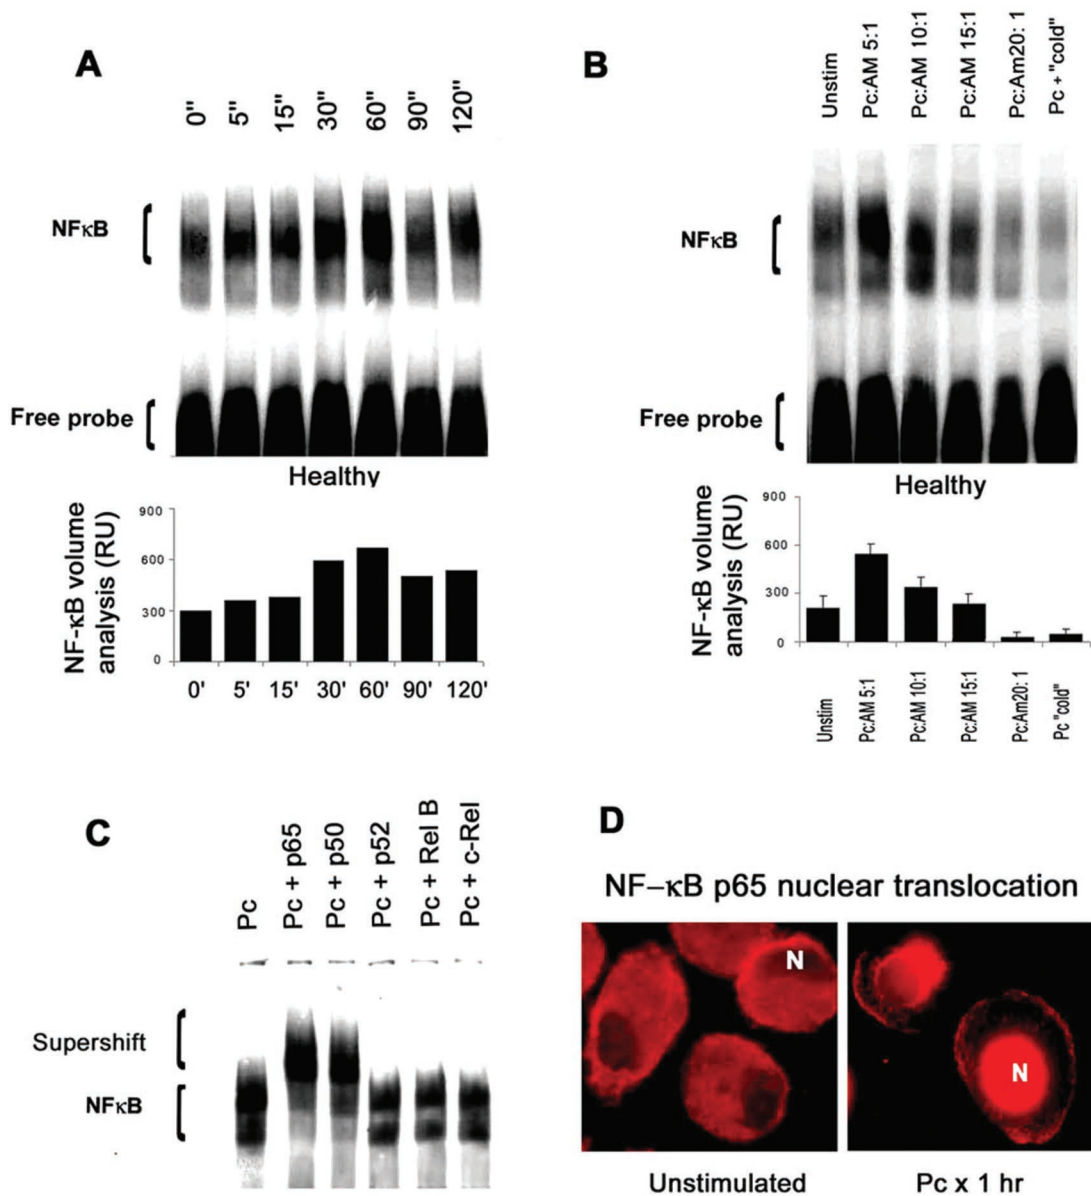 A
0"
5"
15"
30"
60"
90"
120"
NFκB
Free probe
Healthy
NF-κB volume
analysis (RU)
900
600
300
0
0'
5'
15'
30'
60'
90'
120'
B
Unstim
Pc:AM 5:1
Pc:AM 10:1
Pc:AM 15:1
Pc:Am20: 1
Pc + "cold"
NFκB
Free probe
Healthy
NF-κB volume
analysis (RU)
900
600
300
0
Unstim
Pc:AM 5:1
Pc:AM 10:1
Pc:AM 15:1
Pc:Am20: 1
Pc "cold"
C
Pc
Pc + p65
Pc + p50
Pc + p52
Pc + Rel B
Pc + c-Rel
Supershift
NFκB
D
NF–κB p65 nuclear translocation
N
N
Unstimulated
Pc x 1 hr